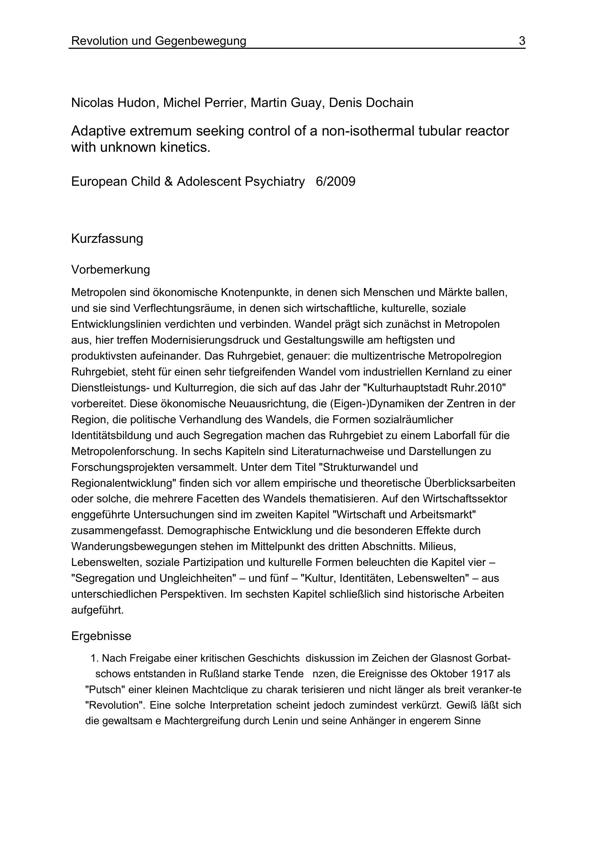 Revolution und Gegenbewegung 3
Nicolas Hudon, Michel Perrier, Martin Guay, Denis Dochain
Adaptive extremum seeking control of a non-isothermal tubular reactor
with unknown kinetics.
European Child & Adolescent Psychiatry 6/2009
Kurzfassung
Vorbemerkung
Metropolen sind ökonomische Knotenpunkte, in denen sich Menschen und Märkte ballen,
und sie sind Verflechtungsräume, in denen sich wirtschaftliche, kulturelle, soziale
Entwicklungslinien verdichten und verbinden. Wandel prägt sich zunächst in Metropolen
aus, hier treffen Modernisierungsdruck und Gestaltungswille am heftigsten und
produktivsten aufeinander. Das Ruhrgebiet, genauer: die multizentrische Metropolregion
Ruhrgebiet, steht für einen sehr tiefgreifenden Wandel vom industriellen Kernland zu einer
Dienstleistungs- und Kulturregion, die sich auf das Jahr der "Kulturhauptstadt Ruhr.2010"
vorbereitet. Diese ökonomische Neuausrichtung, die (Eigen-)Dynamiken der Zentren in der
Region, die politische Verhandlung des Wandels, die Formen sozialräumlicher
Identitätsbildung und auch Segregation machen das Ruhrgebiet zu einem Laborfall für die
Metropolenforschung. In sechs Kapiteln sind Literaturnachweise und Darstellungen zu
Forschungsprojekten versammelt. Unter dem Titel "Strukturwandel und
Regionalentwicklung" finden sich vor allem empirische und theoretische Überblicksarbeiten
oder solche, die mehrere Facetten des Wandels thematisieren. Auf den Wirtschaftssektor
enggeführte Untersuchungen sind im zweiten Kapitel "Wirtschaft und Arbeitsmarkt"
zusammengefasst. Demographische Entwicklung und die besonderen Effekte durch
Wanderungsbewegungen stehen im Mittelpunkt des dritten Abschnitts. Milieus,
Lebenswelten, soziale Partizipation und kulturelle Formen beleuchten die Kapitel vier –
"Segregation und Ungleichheiten" – und fünf – "Kultur, Identitäten, Lebenswelten" – aus
unterschiedlichen Perspektiven. Im sechsten Kapitel schließlich sind historische Arbeiten
aufgeführt.
Ergebnisse
1. Nach Freigabe einer kritischen Geschichts diskussion im Zeichen der Glasnost Gorbat-
schows entstanden in Rußland starke Tende nzen, die Ereignisse des Oktober 1917 als
"Putsch" einer kleinen Machtclique zu charak terisieren und nicht länger als breit veranker-te
"Revolution". Eine solche Interpretation scheint jedoch zumindest verkürzt. Gewiß läßt sich
die gewaltsam e Machtergreifung durch Lenin und seine Anhänger in engerem Sinne